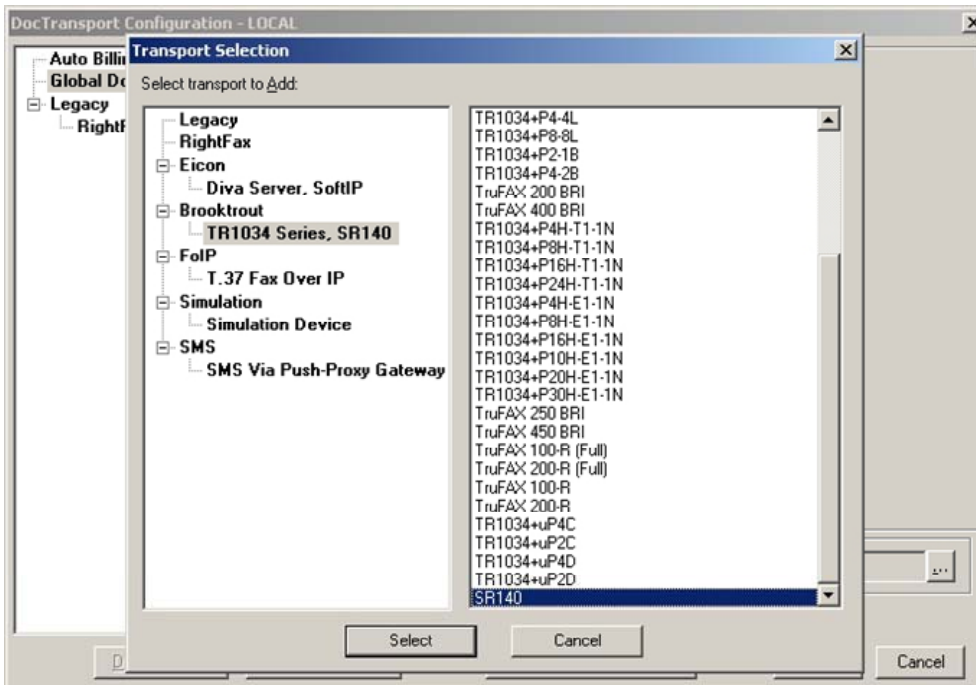 DocTransport Configuration - LOCAL
Auto Billin
Global Do
Legacy
RightF
Transport Selection
Select transport to Add:
Legacy
RightFax
Eicon
Diva Server, SoftIP
Brooktrout
TR1034 Series, SR140
FoIP
T.37 Fax Over IP
Simulation
Simulation Device
SMS
SMS Via Push-Proxy Gateway
TR1034+P4-4L
TR1034+P8-8L
TR1034+P2-1B
TR1034+P4-2B
TruFAX 200 BRI
TruFAX 400 BRI
TR1034+P4H-T1-1N
TR1034+P8H-T1-1N
TR1034+P16H-T1-1N
TR1034+P24H-T1-1N
TR1034+P4H-E1-1N
TR1034+P8H-E1-1N
TR1034+P16H-E1-1N
TR1034+P10H-E1-1N
TR1034+P20H-E1-1N
TR1034+P30H-E1-1N
TruFAX 250 BRI
TruFAX 450 BRI
TruFAX 100-R (Full)
TruFAX 200-R (Full)
TruFAX 100-R
TruFAX 200-R
TR1034+uP4C
TR1034+uP2C
TR1034+uP4D
TR1034+uP2D
SR140
...
Select
Cancel
D
Cancel